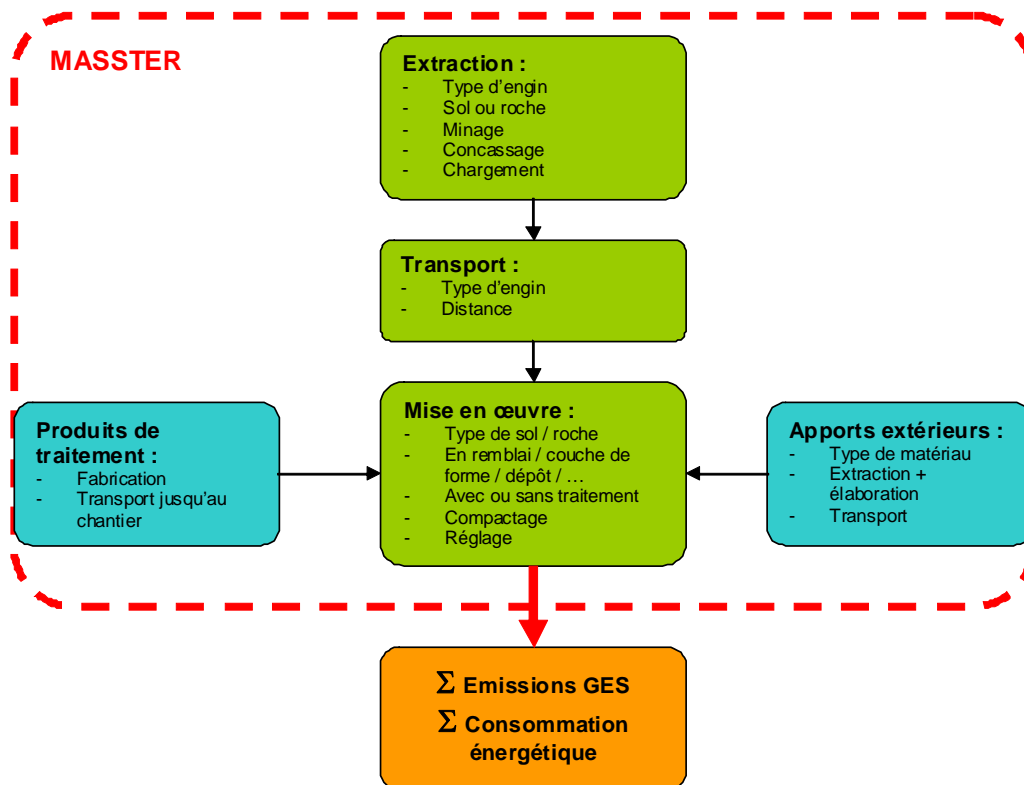 MASSTER
Extraction :
- Type d'engin
- Sol ou roche
- Minage
- Concassage
- Chargement
Transport :
- Type d'engin
- Distance
Produits de
traitement :
- Fabrication
- Transport jusqu'au
chantier
Mise en œuvre :
- Type de sol / roche
- En remblai / couche de
forme / dépôt / …
- Avec ou sans traitement
- Compactage
- Réglage
Apports extérieurs :
- Type de matériau
- Extraction +
élaboration
- Transport
Σ Emissions GES
Σ Consommation
énergétique